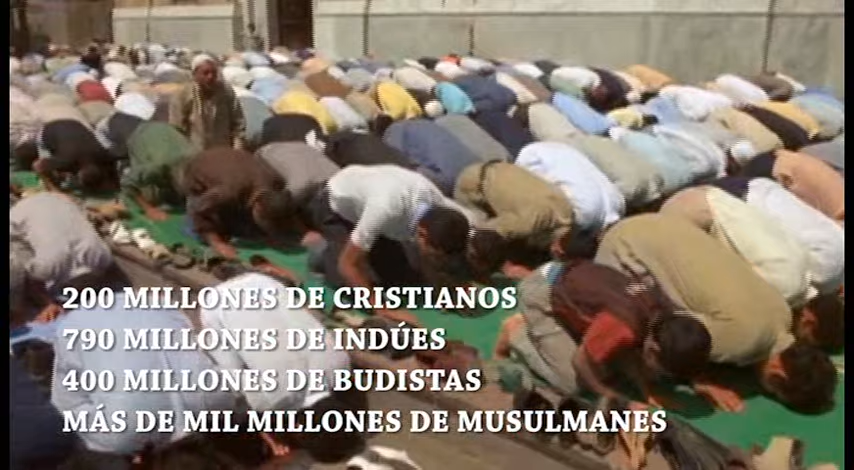 200 MILLONES DE CRISTIANOS
790 MILLONES DE INDÚES
400 MILLONES DE BUDISTAS
MÁS DE MIL MILLONES DE MUSULMANES